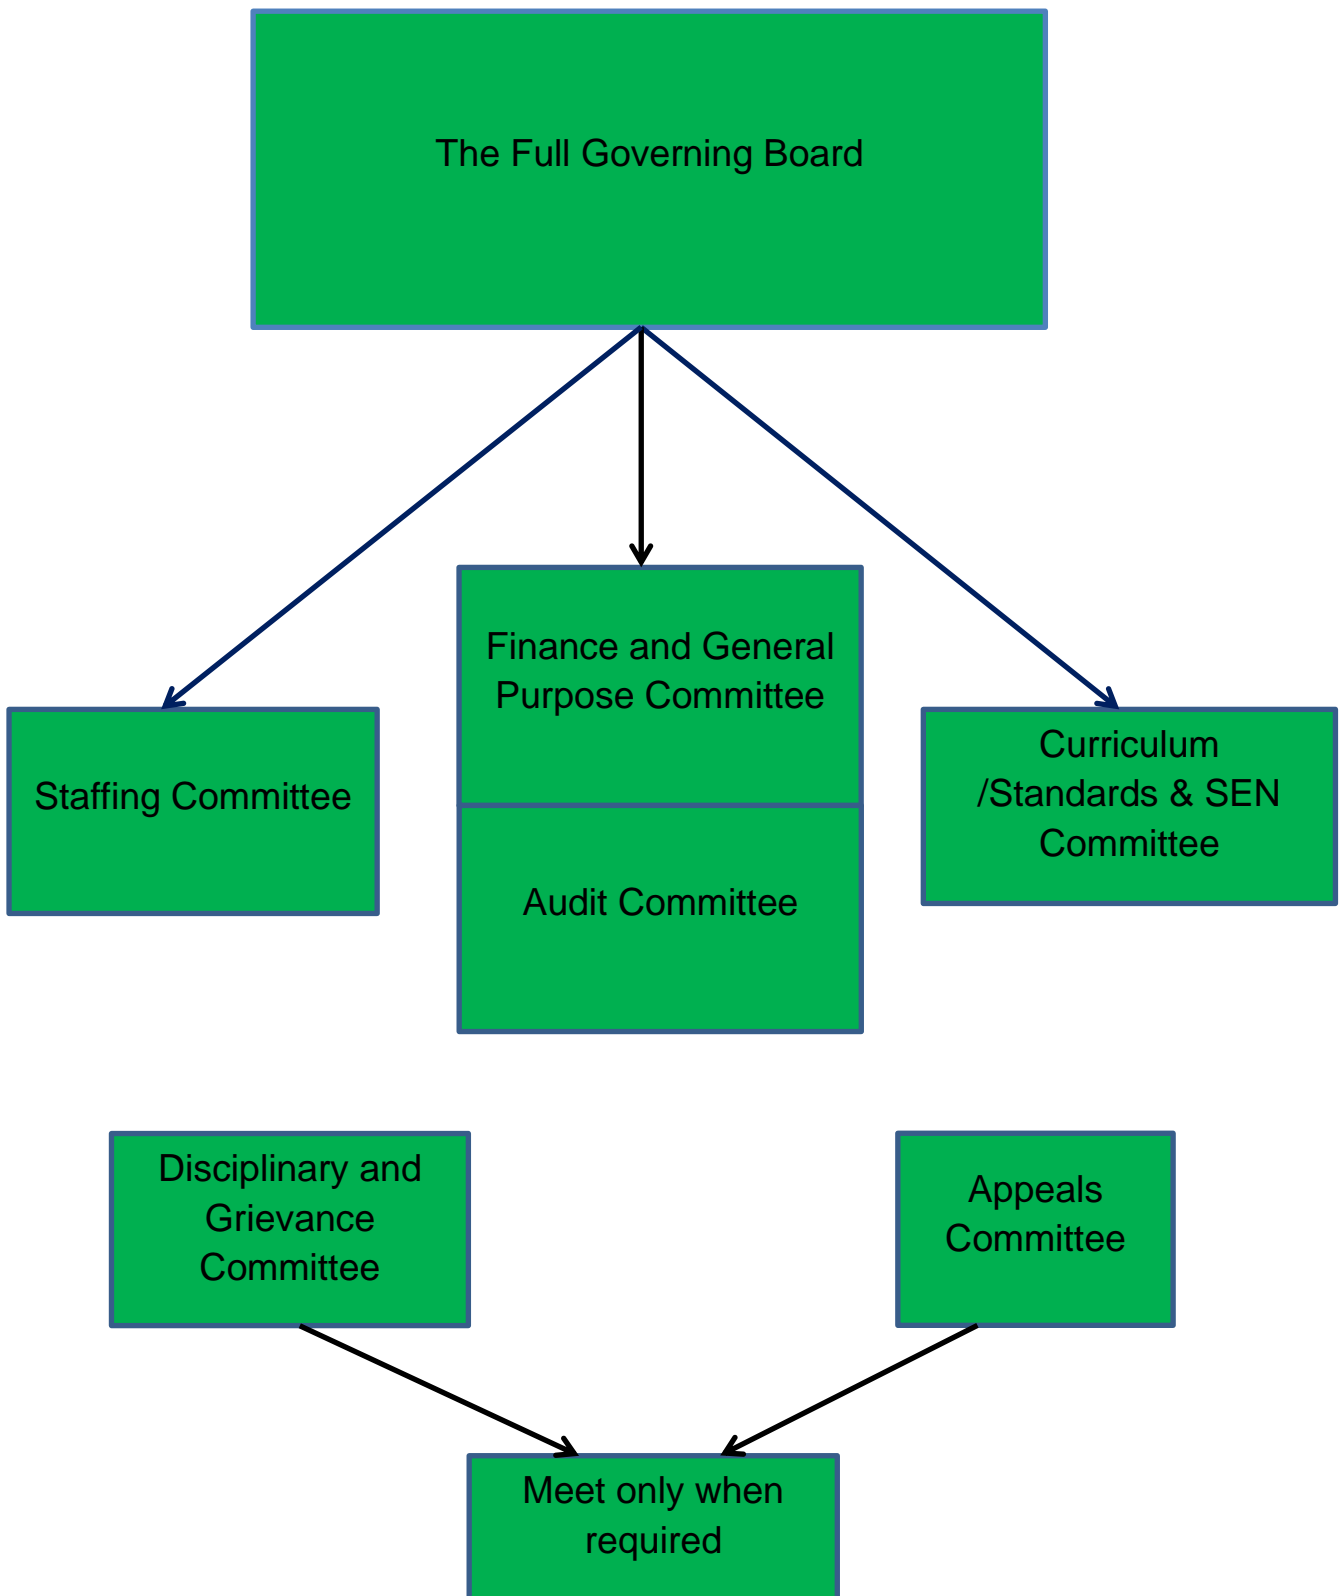 The Full Governing Board
Finance and General
Purpose Committee
Staffing Committee
Curriculum
/Standards & SEN
Committee
Audit Committee
Disciplinary and
Grievance
Committee
Appeals
Committee
Meet only when
required